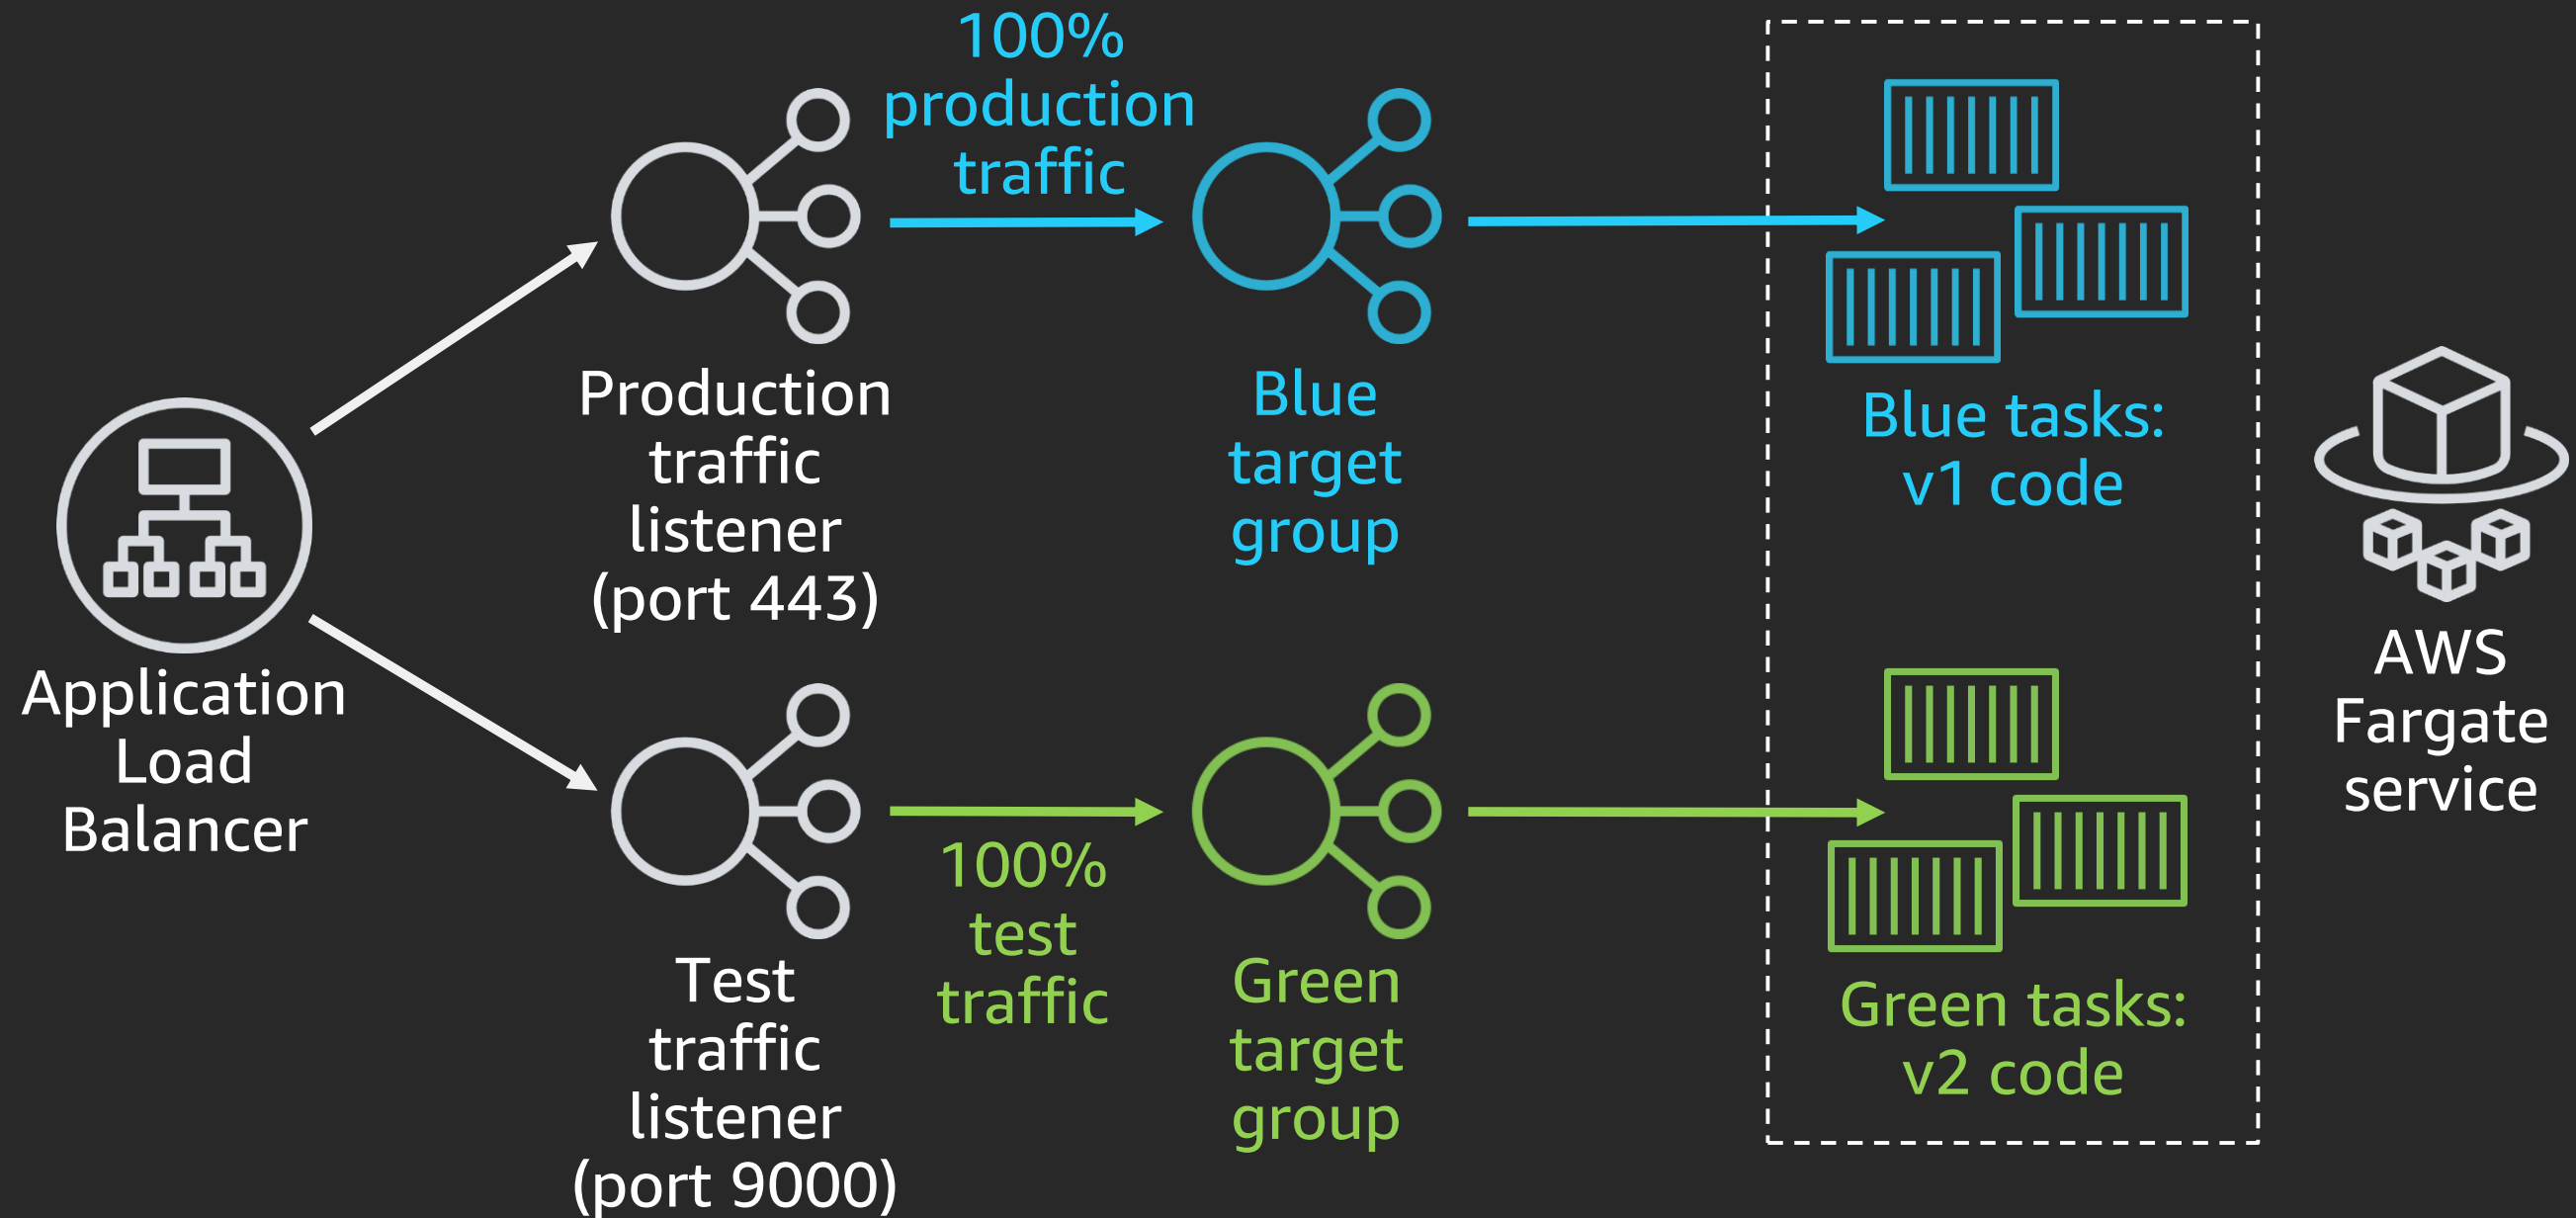 100%
production
traffic
Production
traffic
listener
(port 443)
Blue
target
group
Blue tasks:
v1 code
Application
Load
Balancer
AWS
Fargate
service
100%
test
traffic
Test
traffic
listener
(port 9000)
Green
target
group
Green tasks:
v2 code